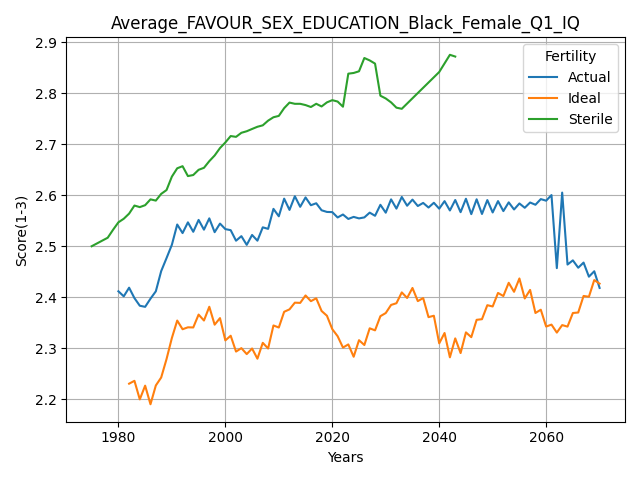 Average_FAVOUR_SEX_EDUCATION_Black_Female_Q1_IQ
Score(1-3)
2.9
2.8
2.7
2.6
2.5
2.4
2.3
2.2
Fertility
Actual
Ideal
Sterile
1980 2000 2020 2040 2060
Years